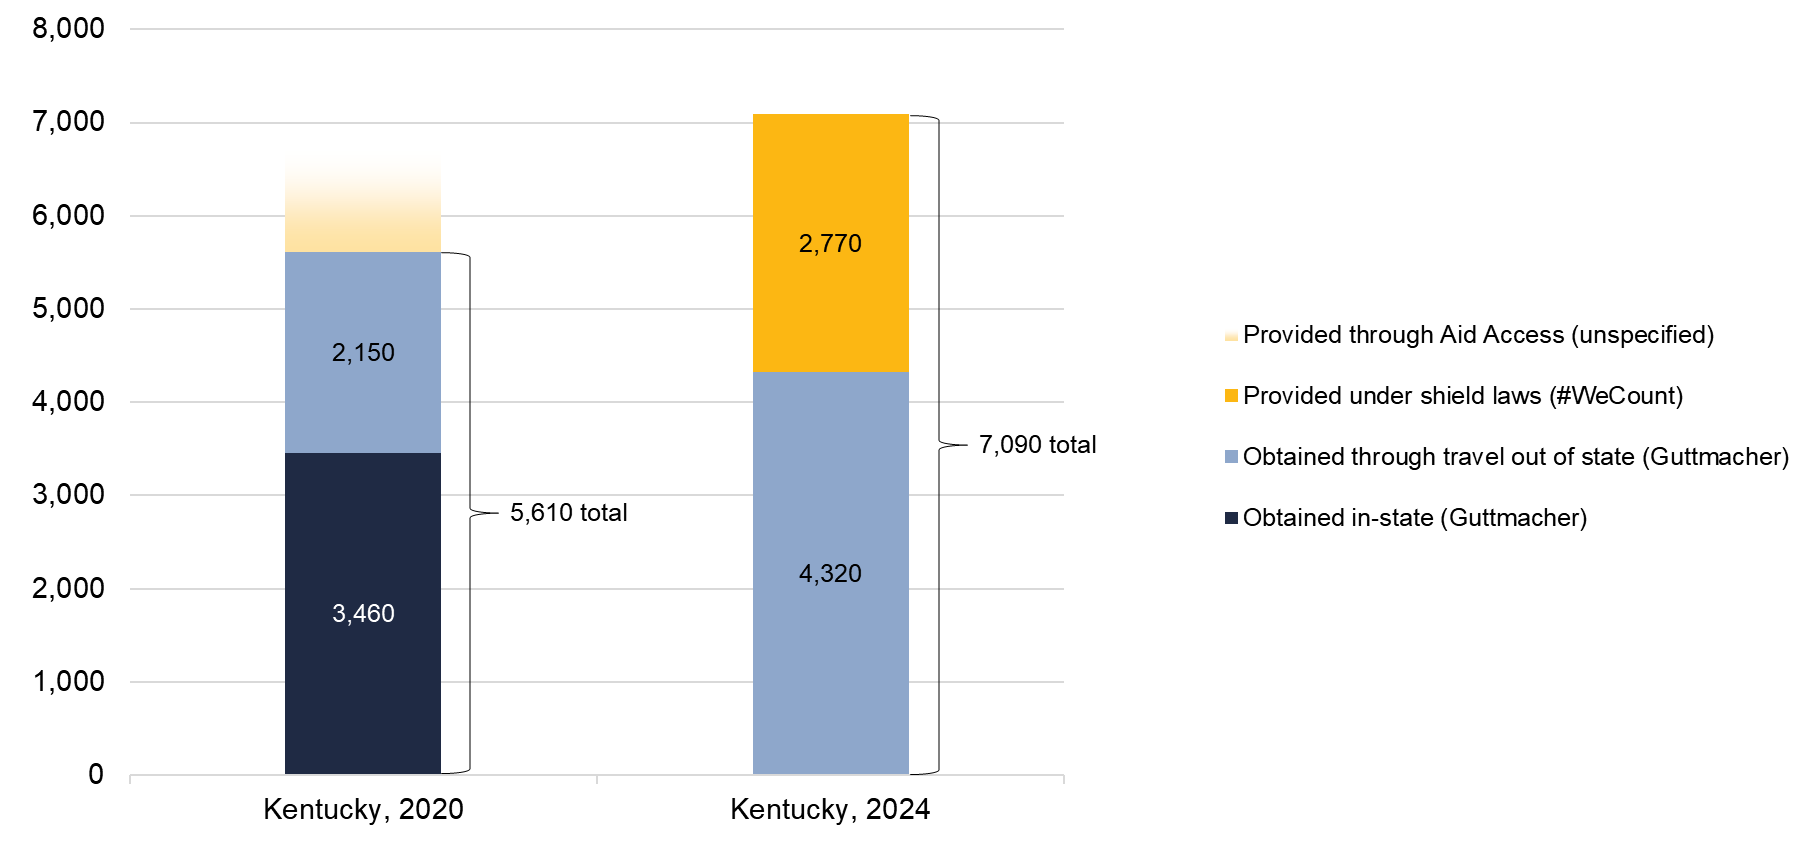 8,000
7,000
6,000
5,000
4,000
3,000
2,000
1,000
0
2,150
3,460
5,610 total
2,770
4,320
7,090 total
Kentucky, 2020
Kentucky, 2024
Provided through Aid Access (unspecified)
Provided under shield laws (#WeCount)
Obtained through travel out of state (Guttmacher)
Obtained in-state (Guttmacher)